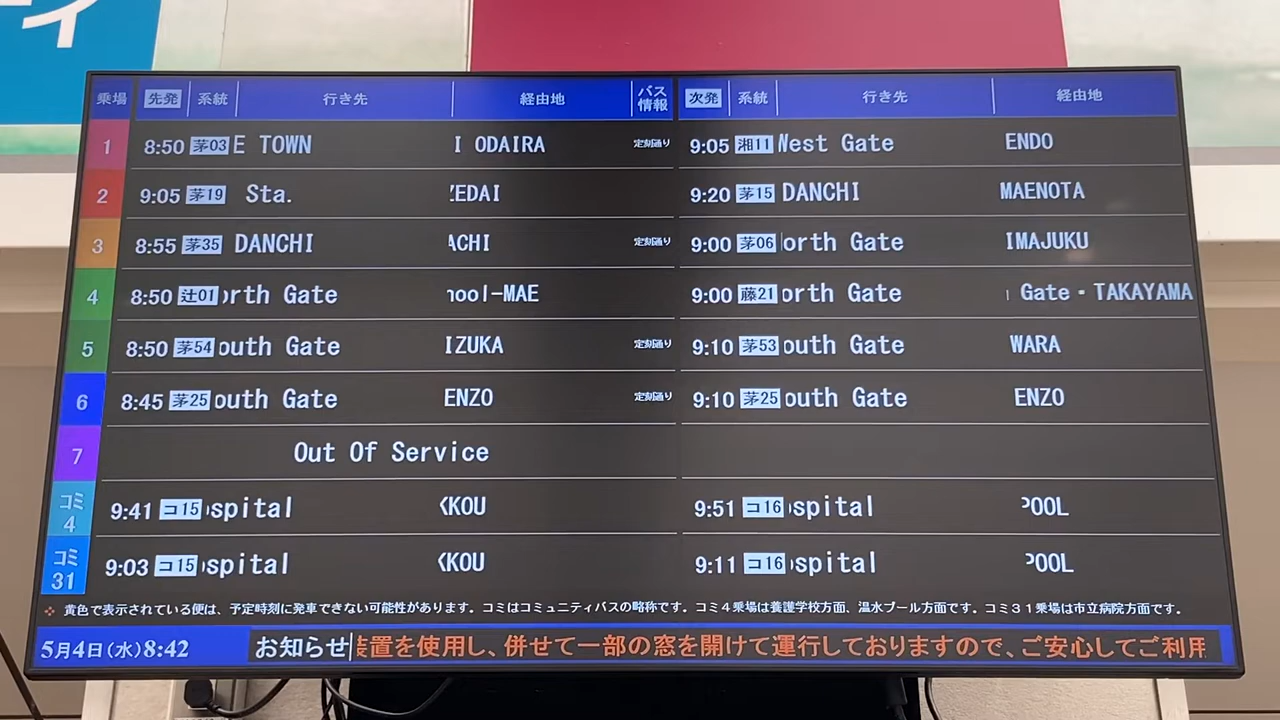 ィ
乗場 先発 系統 行き先 経由地 バス情報 次発 系統 行き先 経由地
1 8:50 茅03 E TOWN I ODAIRA 定刻通り 9:05 湘11 West Gate ENDO
2 9:05 茅19 Sta. ZEDAI 9:20 茅15 DANCHI MAENOTA
3 8:55 茅35 DANCHI ACHI 定刻通り 9:00 茅06 orth Gate IMAJUKU
4 8:50 辻01 orth Gate hool-MAE 9:00 藤21 orth Gate Gate・TAKAYAMA
5 8:50 茅54 outh Gate IZUKA 定刻通り 9:10 茅53 outh Gate WARA
6 8:45 茅25 outh Gate ENZO 定刻通り 9:10 茅25 outh Gate ENZO
7 Out Of Service
コミ4 9:41 コ15 spital KKOU 9:51 コ16 spital POOL
コミ31 9:03 コ15 spital KKOU 9:11 コ16 spital POOL
黄色で表示されている便は、予定時刻に発車できない可能性があります。コミはコミュニティバスの略称です。コミ4乗場は養護学校方面、温水プール方面です。コミ31乗場は市立病院方面です。
5月4日(水)8:42 お知らせ 装置を使用し、併せて一部の窓を開けて運行しておりますので、ご安心してご利用